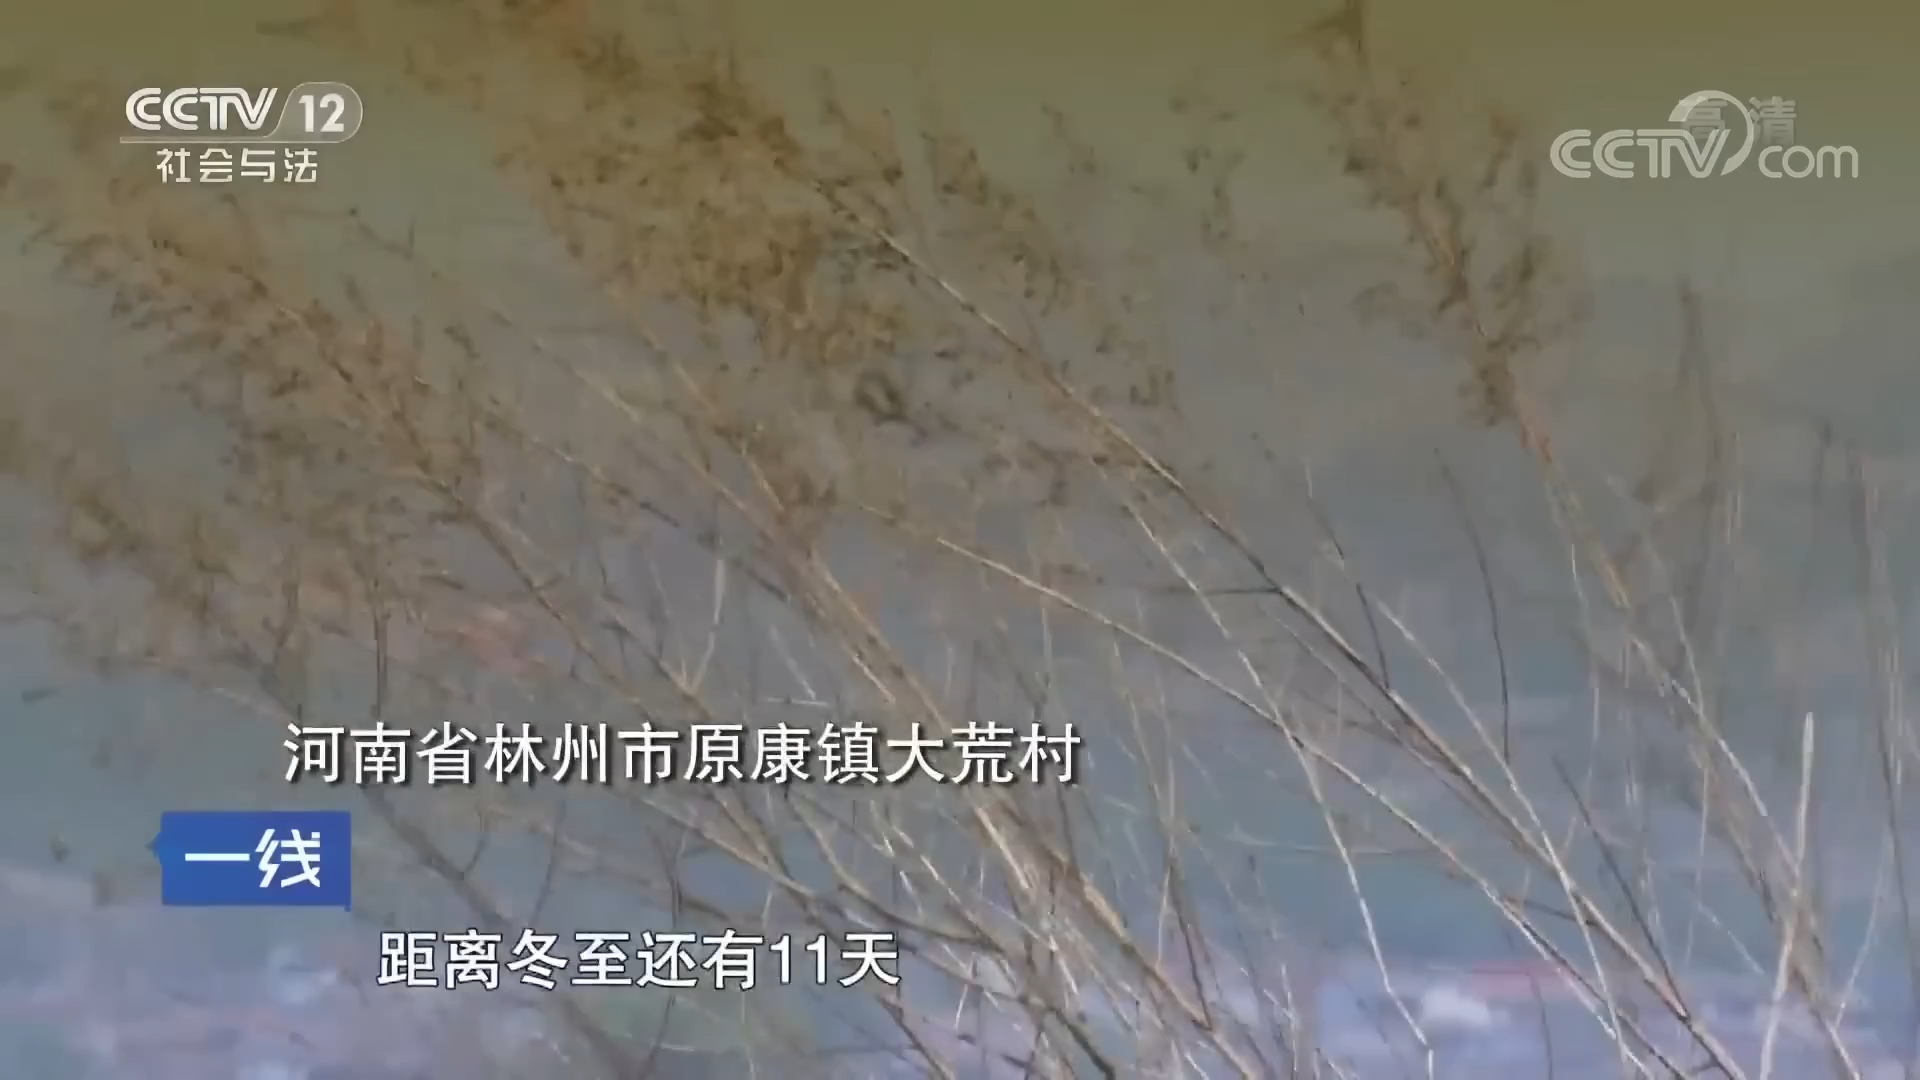 CCTV 12
社会与法
高清
CCTV com
河南省林州市原康镇大荒村
一线
距离冬至还有11天